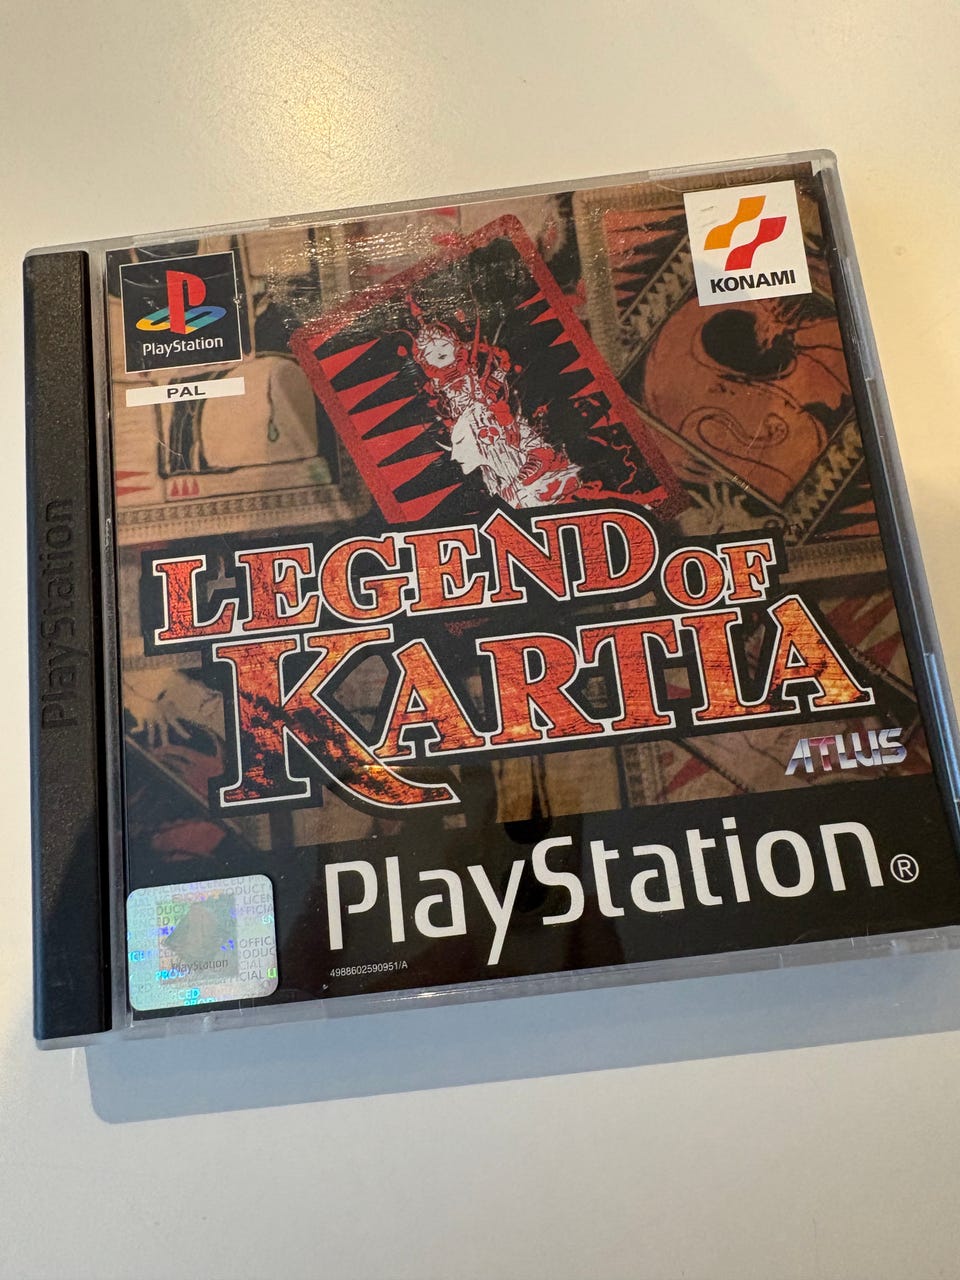 PlayStation
PAL
KONAMI
LEGEND OF
KARTIA
ATLUS
PlayStation®
4988602590951/A
PlayStation
PlayStation